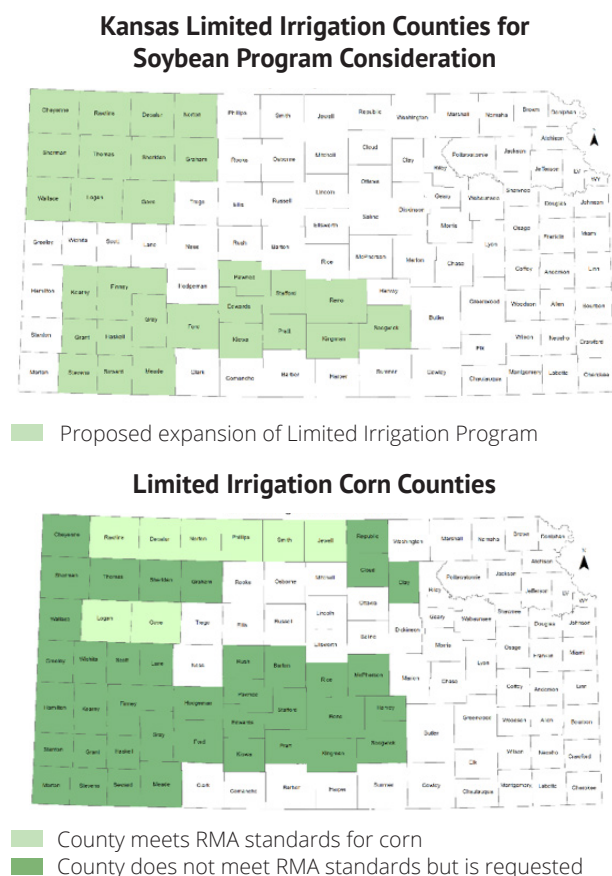 Kansas Limited Irrigation Counties for
Soybean Program Consideration
Cheyenne Rawlins Decatur Norton Phillips Smith Jewell Republic Washington Marshall Nemaha Brown Doniphan
Atchison
Sherman Thomas Sheridan Graham Rooks Osborne Mitchell Cloud Clay Riley Pottawatomie Jackson Jefferson LV WY
Ottawa
Wallace Logan Gove Trego Ellis Russell Lincoln Saline Dickinson Geary Wabaunsee Shawnee Douglas Johnson
Ellsworth Morris Osage Franklin Miami
Greeley Wichita Scott Lane Ness Rush Barton Rice McPherson Marion Chase Lyon Coffey Anderson Linn
Hamilton Kearny Finney Hodgeman Pawnee Stafford Reno Harvey Greenwood Woodson Allen Bourbon
Edwards
Stanton Grant Haskell Gray Ford Kiowa Pratt Kingman Sedgwick Butler Elk Wilson Neosho Crawford
Morton Stevens Seward Meade Clark Comanche Barber Harper Sumner Cowley Chautauqua Montgomery Labette Cherokee
Proposed expansion of Limited Irrigation Program
Limited Irrigation Corn Counties
N
Cheyenne Rawlins Decatur Norton Phillips Smith Jewell Republic Washington Marshall Nemaha Brown Doniphan
Atchison
Sherman Thomas Sheridan Graham Rooks Osborne Mitchell Cloud Clay Riley Pottawatomie Jackson Jefferson LV WY
Ottawa
Wallace Logan Gove Trego Ellis Russell Lincoln Saline Dickinson Geary Wabaunsee Shawnee Douglas Johnson
Ellsworth Morris Osage Franklin Miami
Greeley Wichita Scott Lane Ness Rush Barton Rice McPherson Marion Chase Lyon Coffey Anderson Linn
Hamilton Kearny Finney Hodgeman Pawnee Stafford Reno Harvey Greenwood Woodson Allen Bourbon
Edwards
Stanton Grant Haskell Gray Ford Kiowa Pratt Kingman Sedgwick Butler Elk Wilson Neosho Crawford
Morton Stevens Seward Meade Clark Comanche Barber Harper Sumner Cowley Chautauqua Montgomery Labette Cherokee
County meets RMA standards for corn
County does not meet RMA standards but is requested